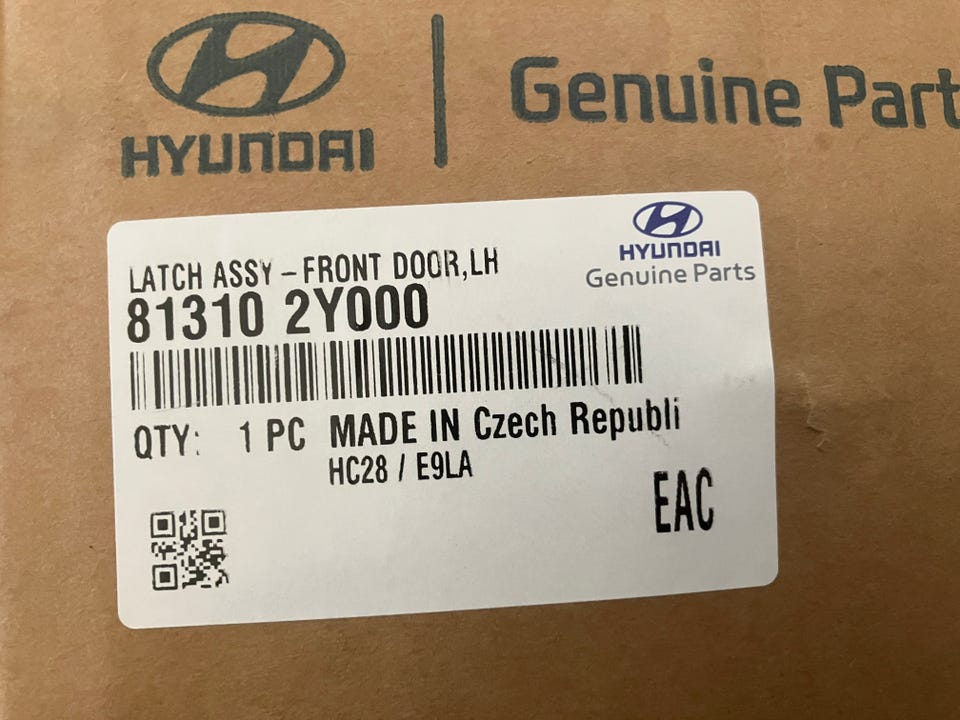 HYUNDAI
Genuine Part
HYUNDAI
Genuine Parts
LATCH ASSY – FRONT DOOR,LH
81310 2Y000
QTY: 1 PC MADE IN Czech Republi
HC28 / E9LA
EAC